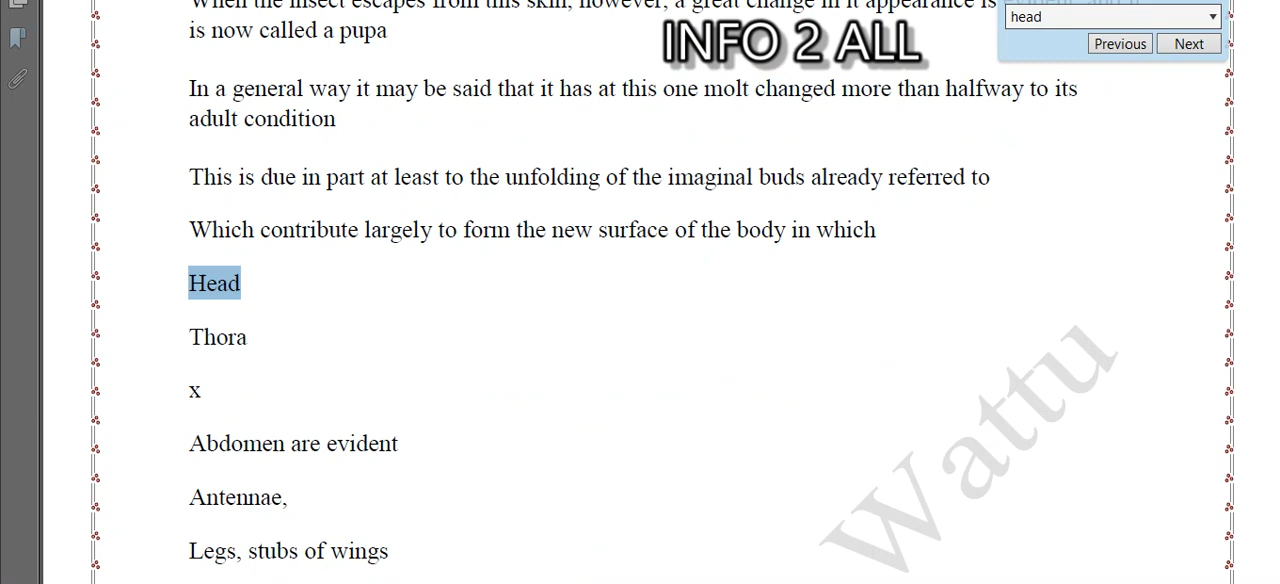 When the insect escapes from this skin, however, a great change in it appearance is evident and it
is now called a pupa
INFO 2 ALL
head
Previous
Next
In a general way it may be said that it has at this one molt changed more than halfway to its
adult condition
This is due in part at least to the unfolding of the imaginal buds already referred to
Which contribute largely to form the new surface of the body in which
Head
Thora
x
Abdomen are evident
Antennae,
Legs, stubs of wings
Wattu